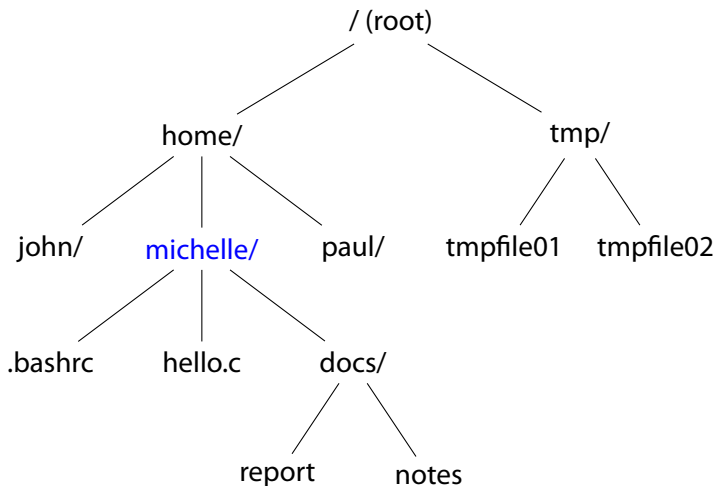 / (root)
home/ tmp/
john/ michelle/ paul/ tmpfile01 tmpfile02
.bashrc hello.c docs/
report notes